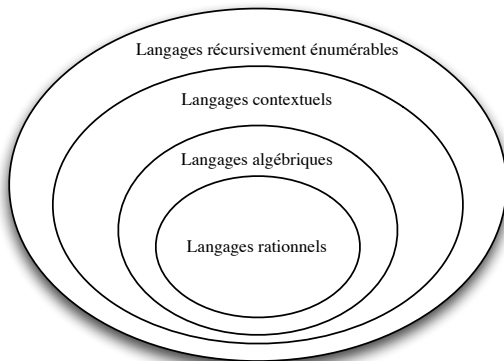 Langages récursivement énumérables
Langages contextuels
Langages algébriques
Langages rationnels